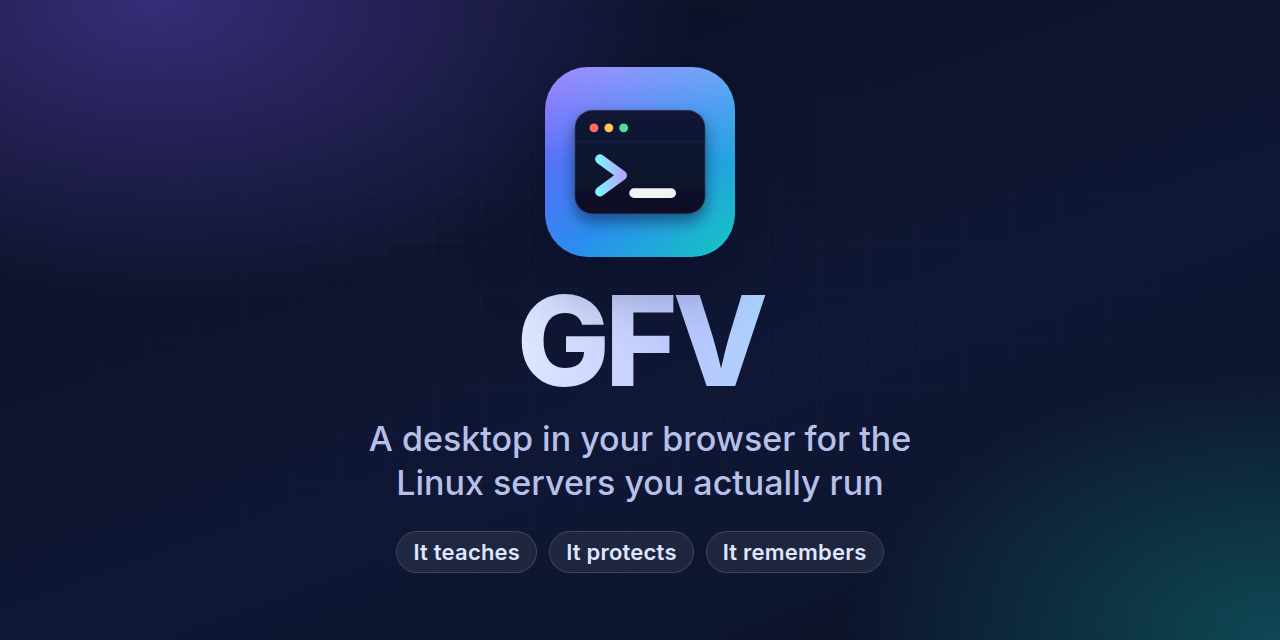 GFV
A desktop in your browser for the
Linux servers you actually run
It teaches
It protects
It remembers